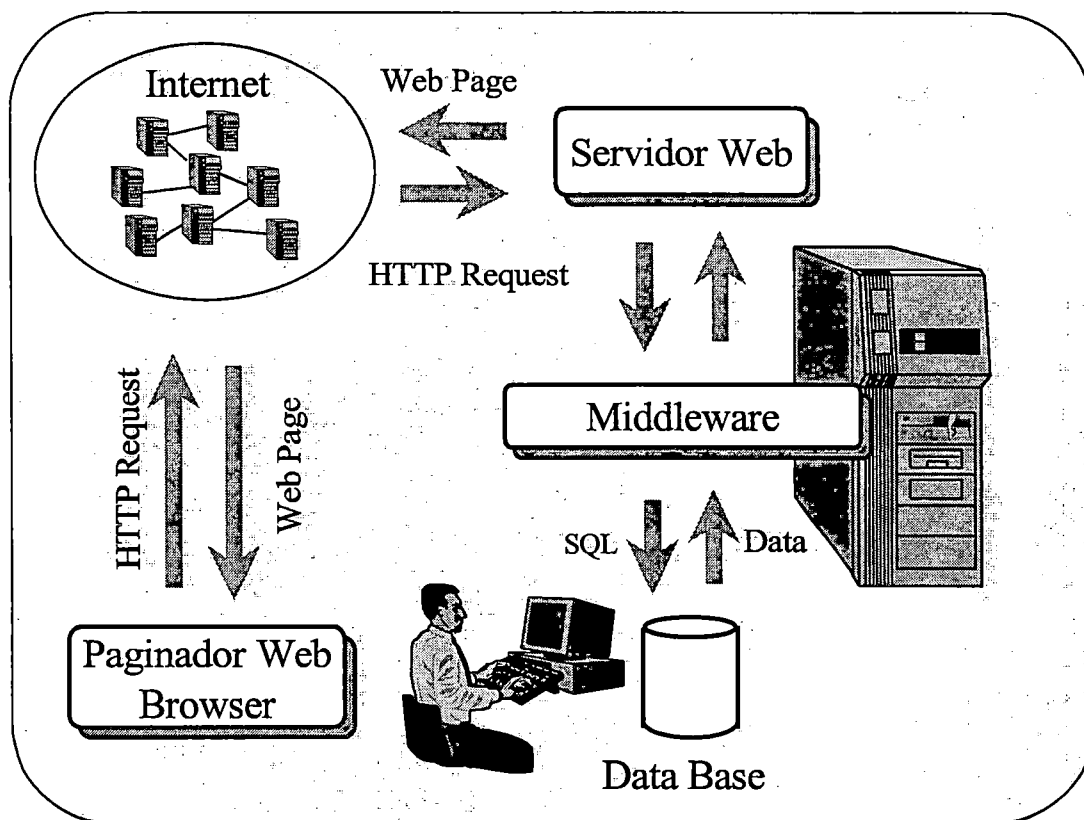 Internet
Web Page
Servidor Web
HTTP Request
HTTP Request
Web Page
Middleware
SQL
Data
Paginador Web
Browser
Data Base